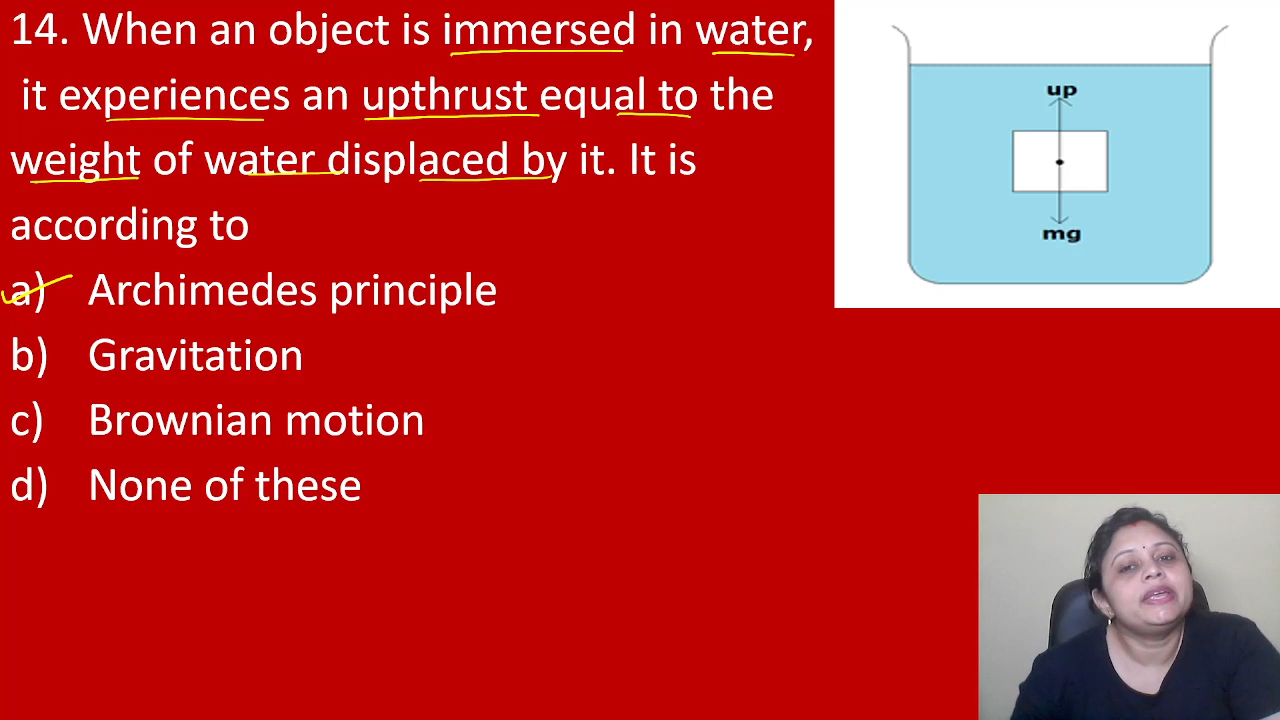 14. When an object is immersed in water,
it experiences an upthrust equal to the
weight of water displaced by it. It is
according to
a) Archimedes principle
b) Gravitation
c) Brownian motion
d) None of these
up
mg